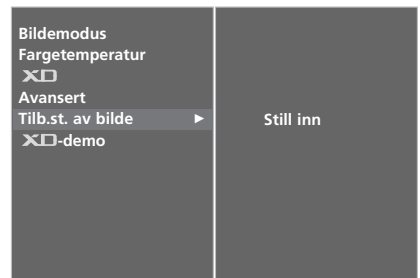 Bildemodus
Fargetemperatur
XD
Avansert
Tilb.st. av bilde ►
Still inn
XD-demo